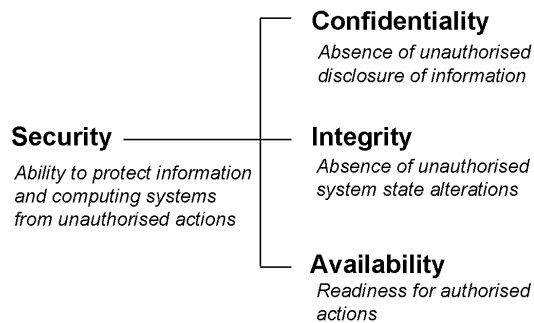 Confidentiality
Absence of unauthorised
disclosure of information
Security
Ability to protect information
and computing systems
from unauthorised actions
Integrity
Absence of unauthorised
system state alterations
Availability
Readiness for authorised
actions